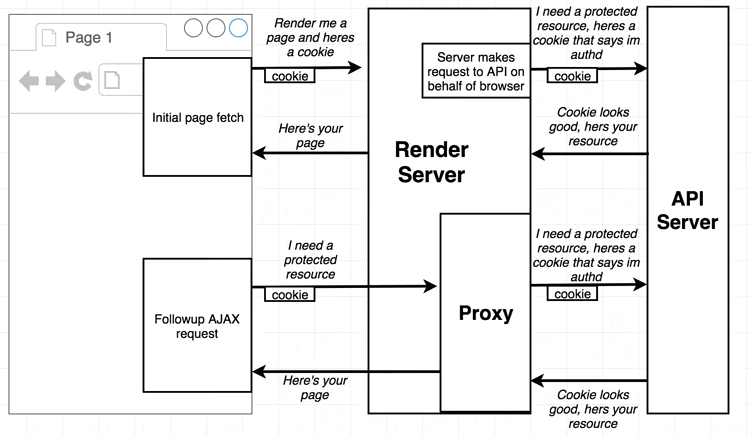 Page 1
Render me a
page and heres
a cookie
cookie
Initial page fetch
Here's your
page
Server makes
request to API on
behalf of browser
Render
Server
I need a protected
resource, heres a
cookie that says im
authd
cookie
Cookie looks
good, hers your
resource
API
Server
I need a
protected
resource
cookie
Followup AJAX
request
Here's your
page
Proxy
I need a protected
resource, heres a
cookie that says im
authd
cookie
Cookie looks
good, hers your
resource